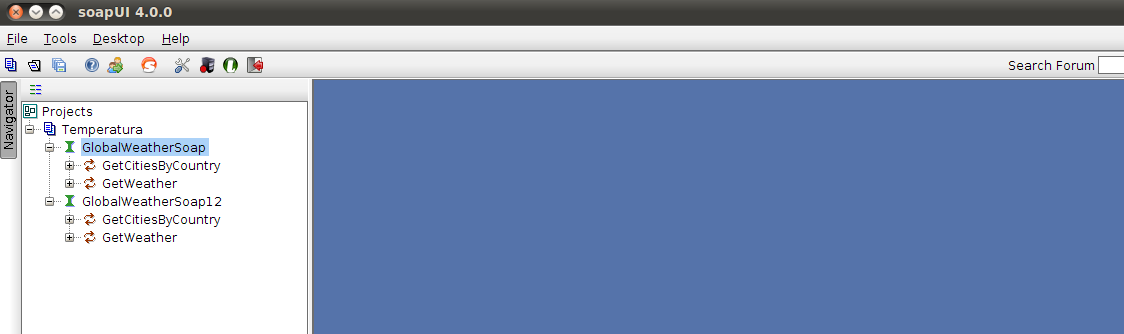 soapUI 4.0.0
File Tools Desktop Help
Search Forum
Navigator
Projects
Temperatura
GlobalWeatherSoap
GetCitiesByCountry
GetWeather
GlobalWeatherSoap12
GetCitiesByCountry
GetWeather